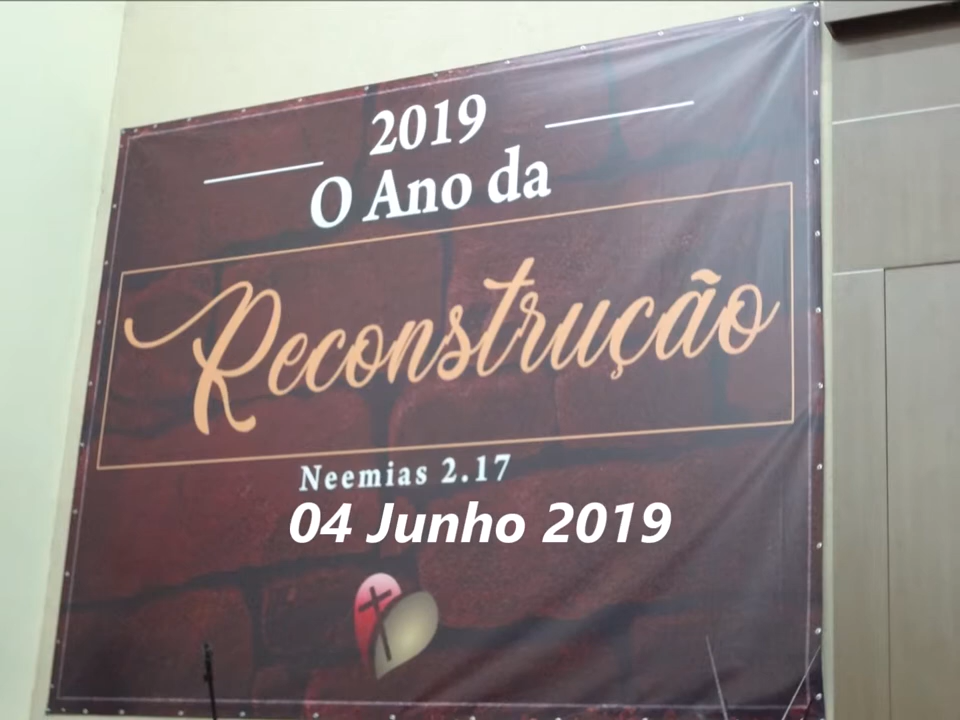 2019
O Ano da
Reconstrução
Neemias 2.17
04 Junho 2019